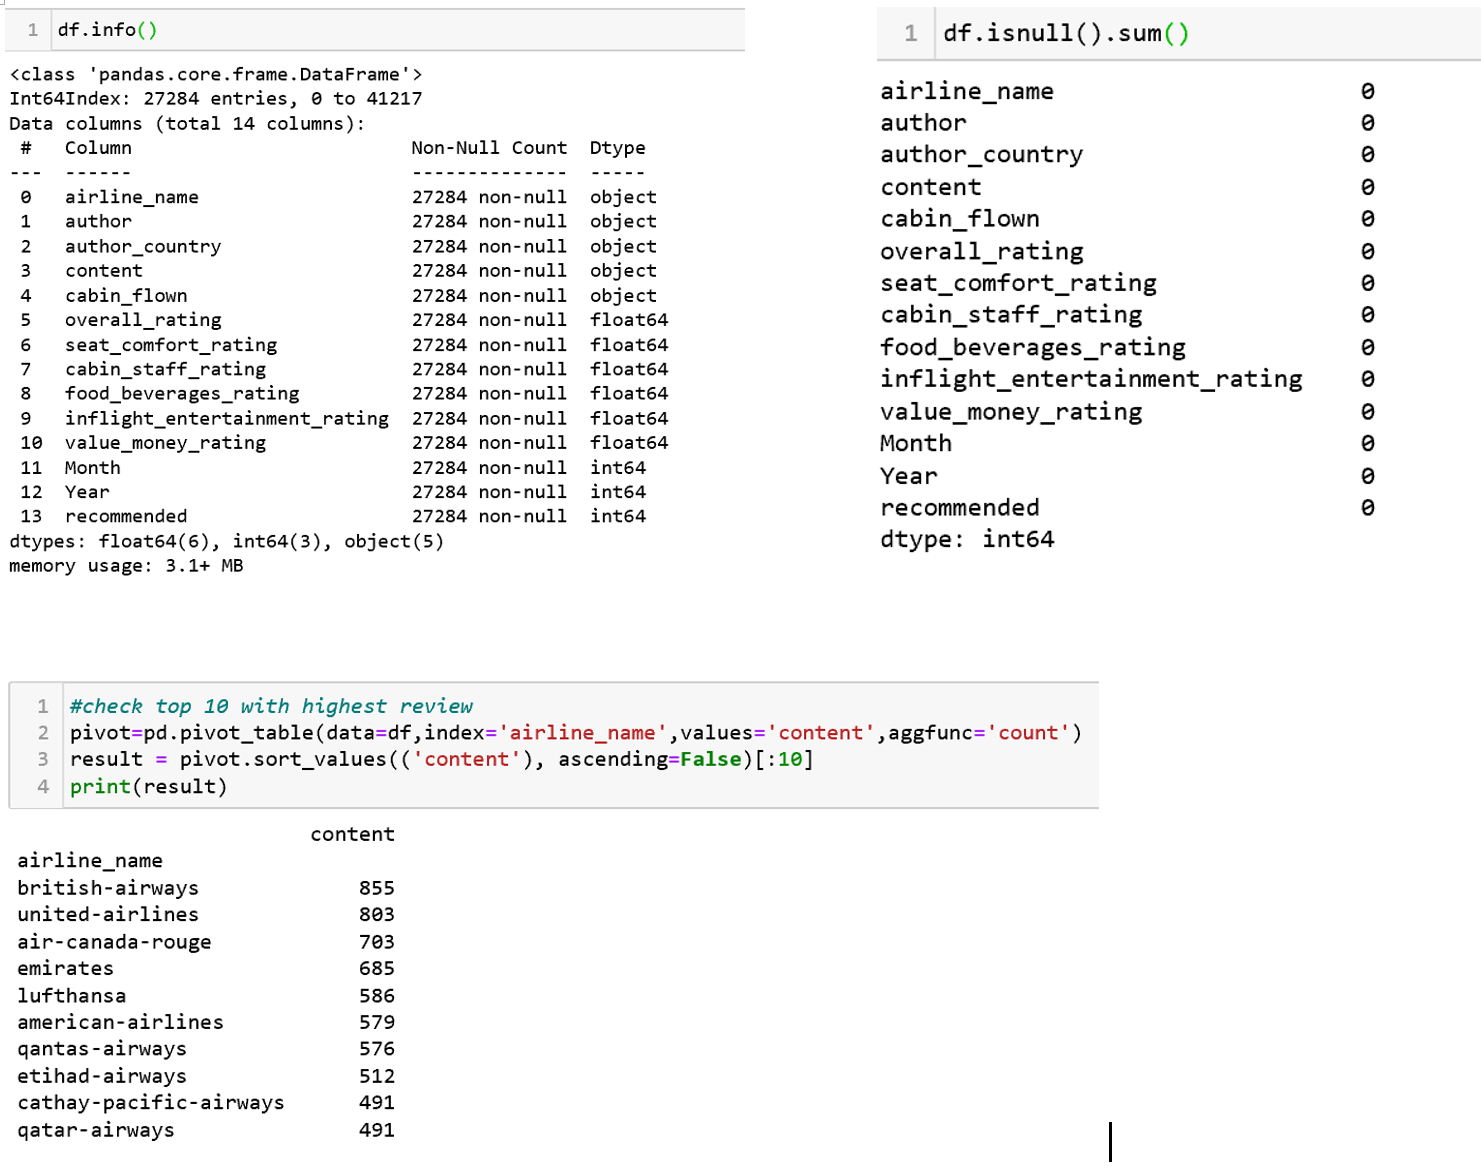 1 df.info()
<class 'pandas.core.frame.DataFrame'>
Int64Index: 27284 entries, 0 to 41217
Data columns (total 14 columns):
# Column Non-Null Count Dtype
--- ------ -------------- -----
0 airline_name 27284 non-null object
1 author 27284 non-null object
2 author_country 27284 non-null object
3 content 27284 non-null object
4 cabin_flown 27284 non-null object
5 overall_rating 27284 non-null float64
6 seat_comfort_rating 27284 non-null float64
7 cabin_staff_rating 27284 non-null float64
8 food_beverages_rating 27284 non-null float64
9 inflight_entertainment_rating 27284 non-null float64
10 value_money_rating 27284 non-null float64
11 Month 27284 non-null int64
12 Year 27284 non-null int64
13 recommended 27284 non-null int64
dtypes: float64(6), int64(3), object(5)
memory usage: 3.1+ MB
1 df.isnull().sum()
airline_name 0
author 0
author_country 0
content 0
cabin_flown 0
overall_rating 0
seat_comfort_rating 0
cabin_staff_rating 0
food_beverages_rating 0
inflight_entertainment_rating 0
value_money_rating 0
Month 0
Year 0
recommended 0
dtype: int64
1 #check top 10 with highest review
2 pivot=pd.pivot_table(data=df,index='airline_name',values='content',aggfunc='count')
3 result = pivot.sort_values(('content'), ascending=False)[:10]
4 print(result)
content
airline_name
british-airways 855
united-airlines 803
air-canada-rouge 703
emirates 685
lufthansa 586
american-airlines 579
qantas-airways 576
etihad-airways 512
cathay-pacific-airways 491
qatar-airways 491